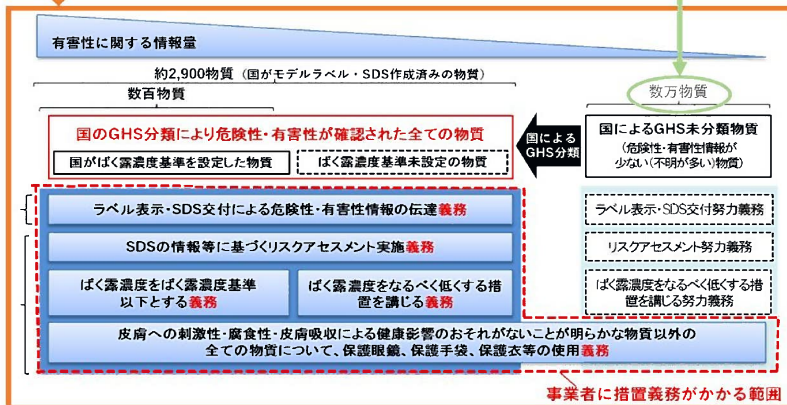 有害性に関する情報量
約2,900物質（国がモデルラベル・SDS作成済みの物質）
数百物質
数万物質
国のGHS分類により危険性・有害性が確認された全ての物質
国がばく露濃度基準を設定した物質
ばく露濃度基準未設定の物質
国による
GHS分類
国によるGHS未分類物質
（危険性・有害性情報が
少ない（不明が多い）物質）
ラベル表示・SDS交付による危険性・有害性情報の伝達義務
ラベル表示・SDS交付努力義務
SDSの情報等に基づくリスクアセスメント実施義務
リスクアセスメント努力義務
ばく露濃度をばく露濃度基準
以下とする義務
ばく露濃度をなるべく低くする措
置を講じる義務
ばく露濃度をなるべく低くする措
置を講じる努力義務
皮膚への刺激性・腐食性・皮膚吸収による健康影響のおそれがないことが明らかな物質以外の
全ての物質について、保護眼鏡、保護手袋、保護衣等の使用義務
事業者に措置義務がかかる範囲